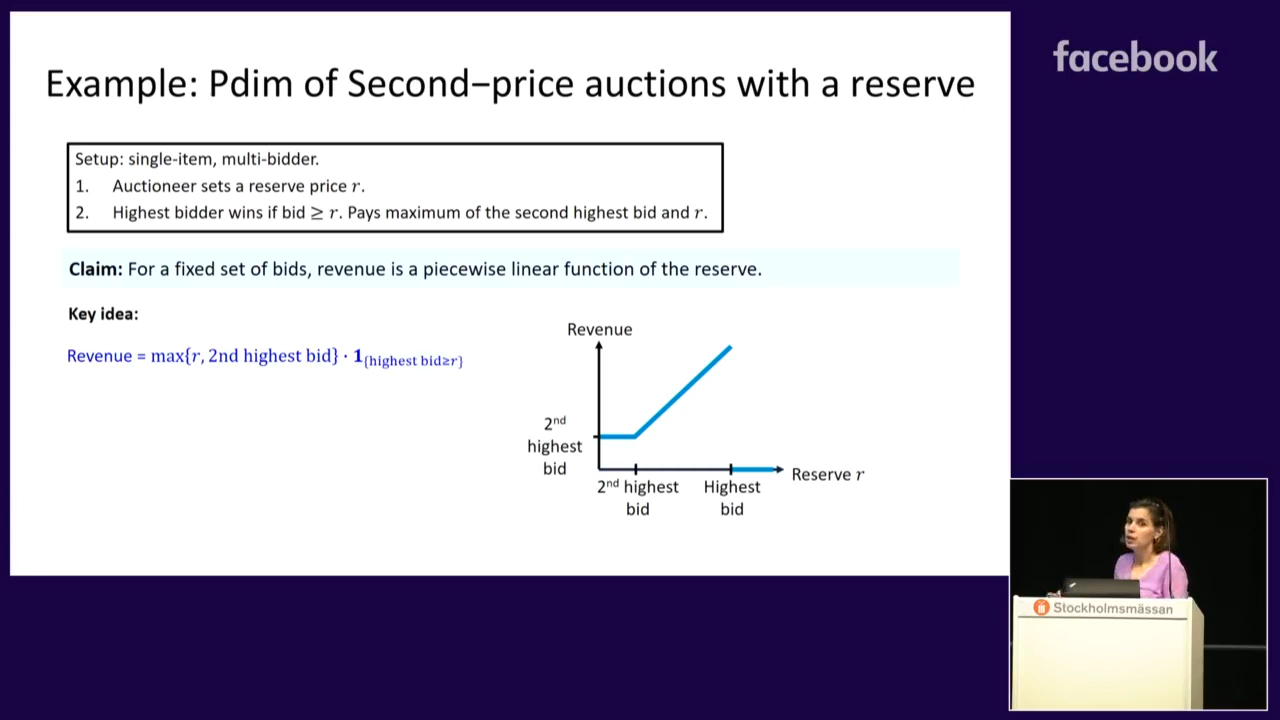 facebook
Example: Pdim of Second–price auctions with a reserve
Setup: single-item, multi-bidder.
1. Auctioneer sets a reserve price r.
2. Highest bidder wins if bid ≥ r. Pays maximum of the second highest bid and r.
Claim: For a fixed set of bids, revenue is a piecewise linear function of the reserve.
Key idea:
Revenue = max{r, 2nd highest bid} · 1{highest bid≥r}
Revenue
2nd
highest
bid
Reserve r
2nd highest
bid
Highest
bid
Stockholmsmässan